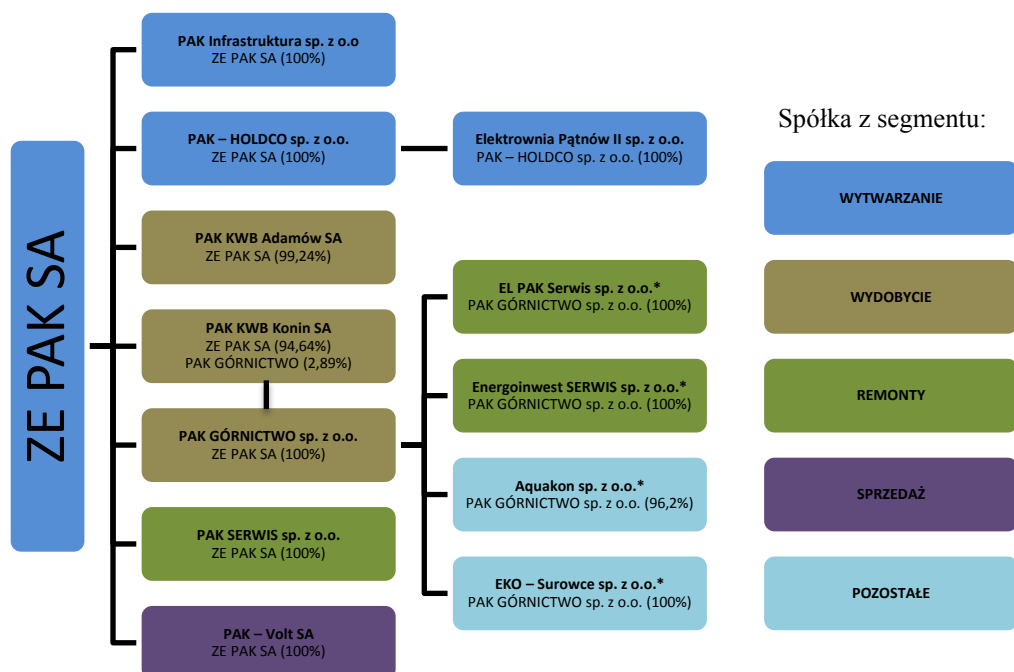 ZE PAK SA
PAK Infrastruktura sp. z o.o
ZE PAK SA (100%)
PAK – HOLDCO sp. z o.o.
ZE PAK SA (100%)
Elektrownia Pątnów II sp. z o.o.
PAK – HOLDCO sp. z o.o. (100%)
PAK KWB Adamów SA
ZE PAK SA (99,24%)
PAK KWB Konin SA
ZE PAK SA (94,64%)
PAK GÓRNICTWO (2,89%)
PAK GÓRNICTWO sp. z o.o.
ZE PAK SA (100%)
EL PAK Serwis sp. z o.o.*
PAK GÓRNICTWO sp. z o.o. (100%)
Energoinwest SERWIS sp. z o.o.*
PAK GÓRNICTWO sp. z o.o. (100%)
Aquakon sp. z o.o.*
PAK GÓRNICTWO sp. z o.o. (96,2%)
EKO – Surowce sp. z o.o.*
PAK GÓRNICTWO sp. z o.o. (100%)
PAK SERWIS sp. z o.o.
ZE PAK SA (100%)
PAK – Volt SA
ZE PAK SA (100%)
Spółka z segmentu:
WYTWARZANIE
WYDOBYCIE
REMONTY
SPRZEDAŻ
POZOSTAŁE